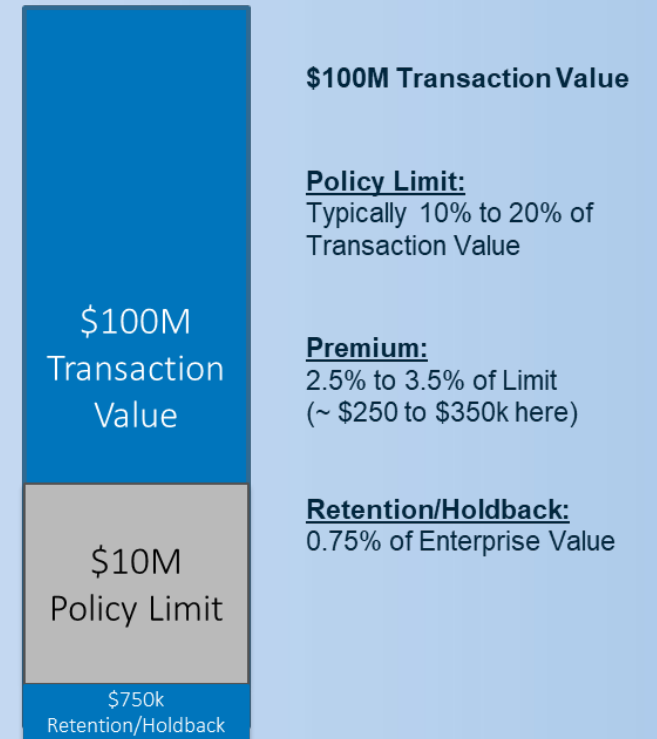 $100M Transaction Value
Policy Limit:
Typically 10% to 20% of
Transaction Value
$100M
Transaction
Value
Premium:
2.5% to 3.5% of Limit
(~ $250 to $350k here)
Retention/Holdback:
0.75% of Enterprise Value
$10M
Policy Limit
$750k
Retention/Holdback